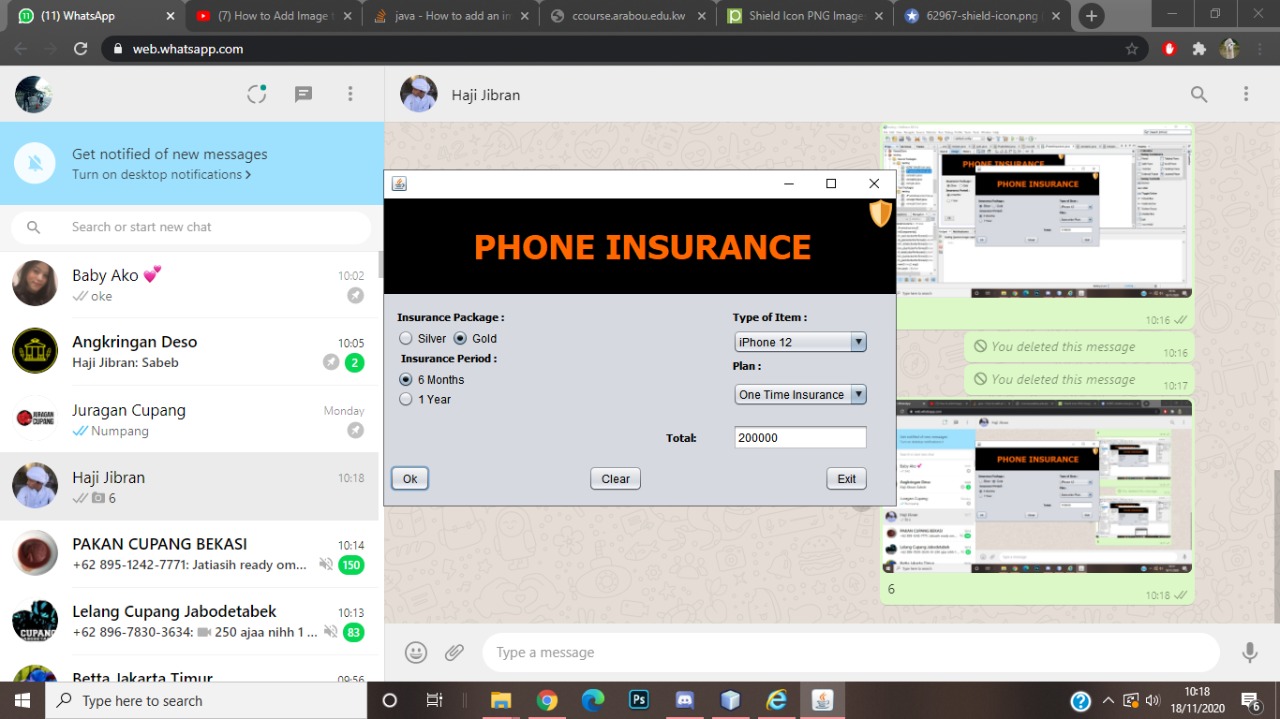 (11) WhatsApp
(7) How to Add Image t
java - How to add an im
ccourse.arabou.edu.kw
Shield Icon PNG Image
62967-shield-icon.png (
web.whatsapp.com
Haji Jibran
Get notified of new messages
Turn on desktop notifications
Search or start new chat
Baby Ako 💕
10:02
oke
Angkringan Deso
10:05
Haji Jibran: Sabeb
2
Juragan Cupang
Monday
Numpang
Haji Jibran
10:18
6
PAKAN CUPANG BEKASI
10:14
+62 895-1142-7771: Jatiasih ready,om...
150
Lelang Cupang Jabodetabek
10:13
+62 896-7830-3634: 250 ajaa nihh 1 ...
83
Betta Jakarta Timur
09:56
PHONE INSURANCE
Insurance Package :
Silver
Gold
Insurance Period :
6 Months
1 Year
Type of Item :
iPhone 12
Plan :
One Time Insurance
Total:
200000
Ok
Clear
Exit
PHONE INSURANCE
10:16
You deleted this message
10:16
You deleted this message
10:17
PHONE INSURANCE
6
10:18
Type a message
Type here to search
10:18
18/11/2020
6